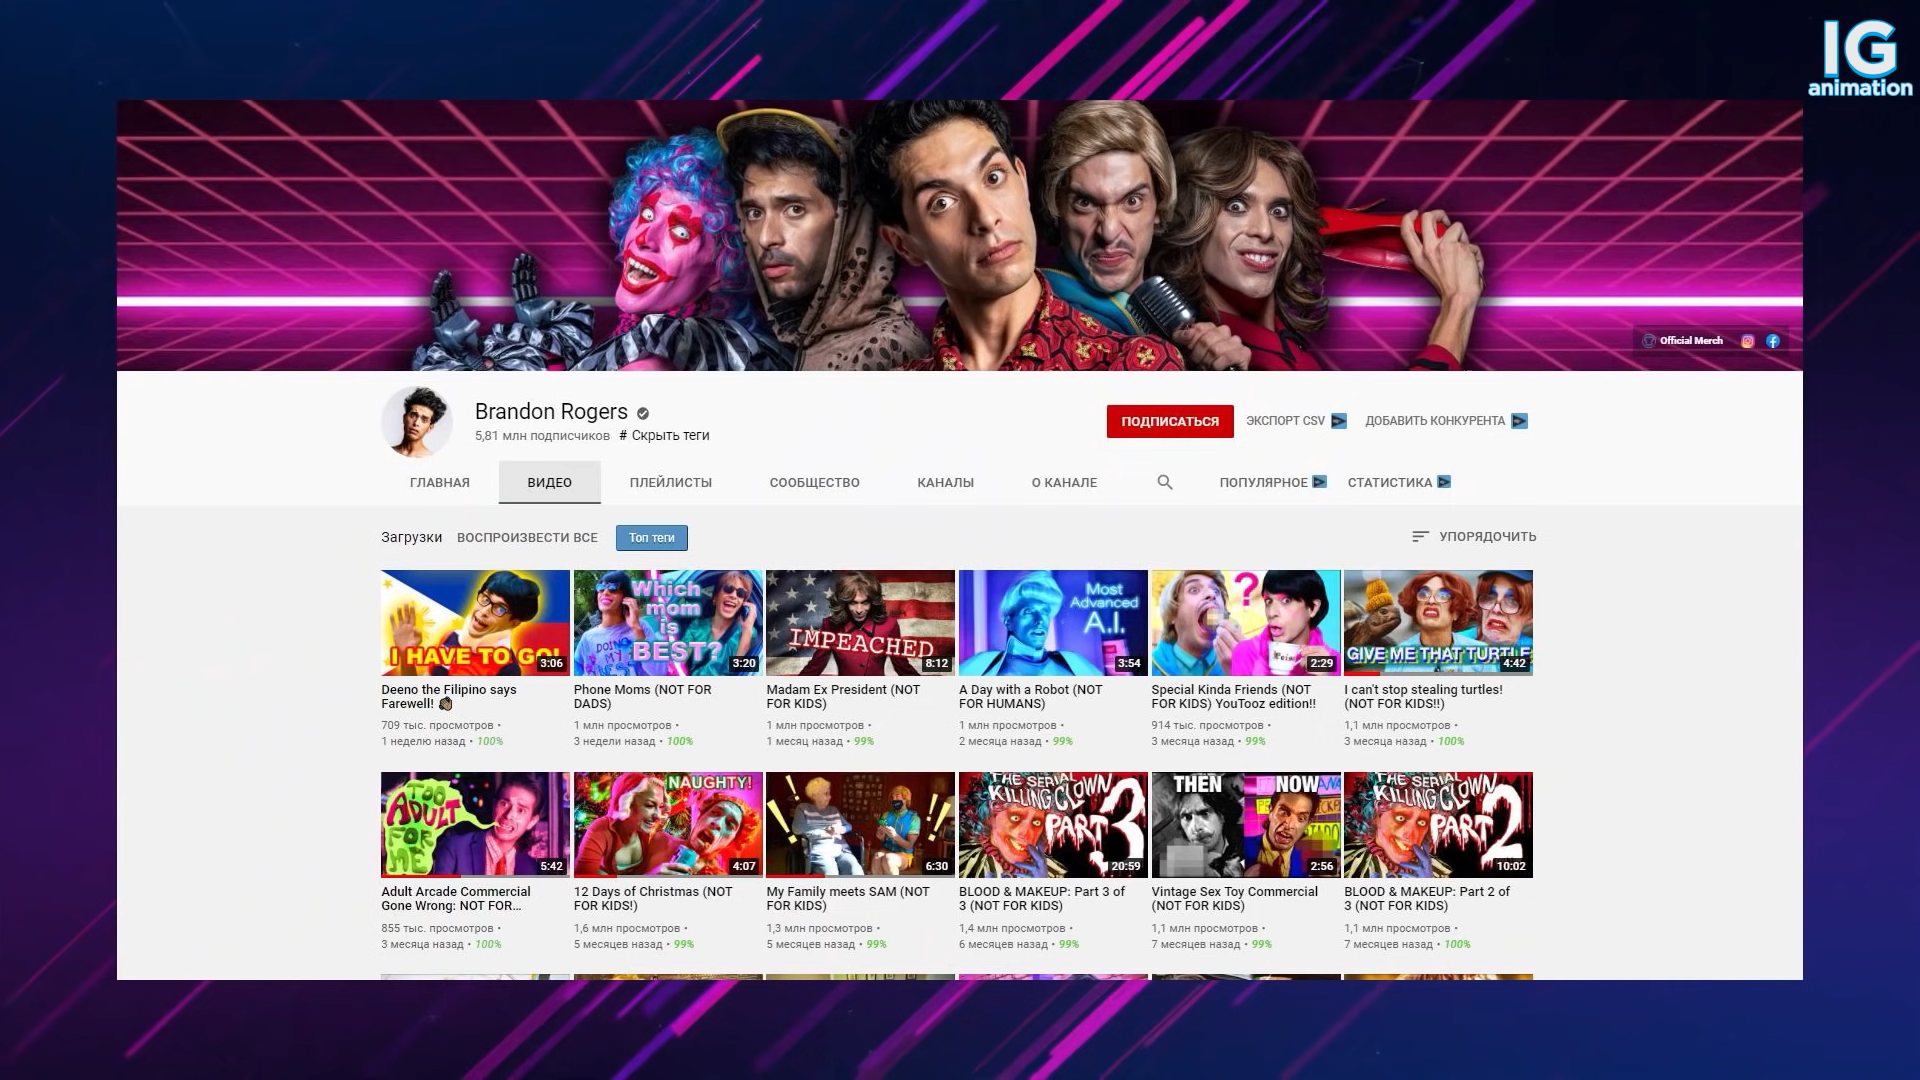 IG
animation
Official Merch
Brandon Rogers
5,81 млн подписчиков # Скрыть теги
ПОДПИСАТЬСЯ ЭКСПОРТ CSV ДОБАВИТЬ КОНКУРЕНТА
ГЛАВНАЯ ВИДЕО ПЛЕЙЛИСТЫ СООБЩЕСТВО КАНАЛЫ О КАНАЛЕ ПОПУЛЯРНОЕ СТАТИСТИКА
Загрузки ВОСПРОИЗВЕСТИ ВСЕ Топ теги УПОРЯДОЧИТЬ
I HAVE TO GO!
3:06
Deeno the Filipino says
Farewell!
709 тыс. просмотров •
1 неделю назад • 100%
Which
mom
is
BEST?
DOING
MY
3:20
Phone Moms (NOT FOR
DADS)
1 млн просмотров •
3 недели назад • 100%
IMPEACHED
8:12
Madam Ex President (NOT
FOR KIDS)
1 млн просмотров •
1 месяц назад • 99%
Most
Advanced
A.I.
3:54
A Day with a Robot (NOT
FOR HUMANS)
1 млн просмотров •
2 месяца назад • 99%
?
2:29
Special Kinda Friends (NOT
FOR KIDS) YouTooz edition!!
914 тыс. просмотров •
3 месяца назад • 99%
GIVE ME THAT TURTLE
4:42
I can't stop stealing turtles!
(NOT FOR KIDS!!)
1,1 млн просмотров •
3 месяца назад • 100%
TOO
ADULT
FOR
ME
5:42
Adult Arcade Commercial
Gone Wrong: NOT FOR...
855 тыс. просмотров •
3 месяца назад • 100%
NAUGHTY!
4:07
12 Days of Christmas (NOT
FOR KIDS!)
1,6 млн просмотров •
5 месяцев назад • 99%
! !
6:30
My Family meets SAM (NOT
FOR KIDS)
1,3 млн просмотров •
5 месяцев назад • 99%
THE SERIAL
KILLING CLOWN
PART 3
20:59
BLOOD & MAKEUP: Part 3 of
3 (NOT FOR KIDS)
1,4 млн просмотров •
6 месяцев назад • 99%
THEN NOW
2:56
Vintage Sex Toy Commercial
(NOT FOR KIDS)
1,1 млн просмотров •
7 месяцев назад • 99%
THE SERIAL
KILLING CLOWN
PART 2
10:02
BLOOD & MAKEUP: Part 2 of
3 (NOT FOR KIDS)
1,1 млн просмотров •
7 месяцев назад • 100%